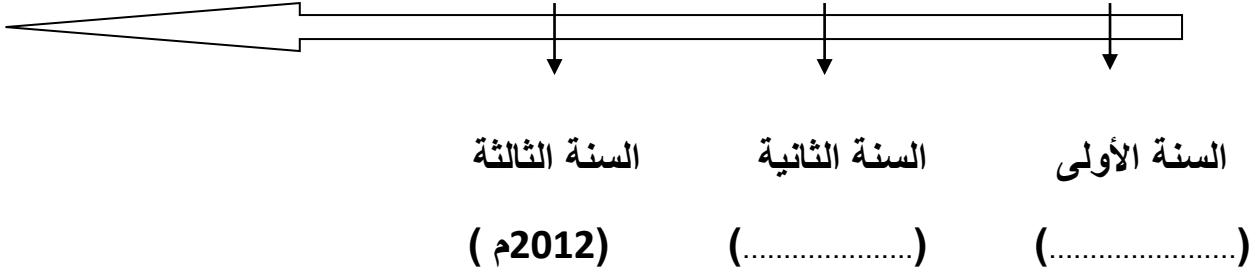 السنة الأولى السنة الثانية السنة الثالثة
(.......................) (.....................) (2012م )